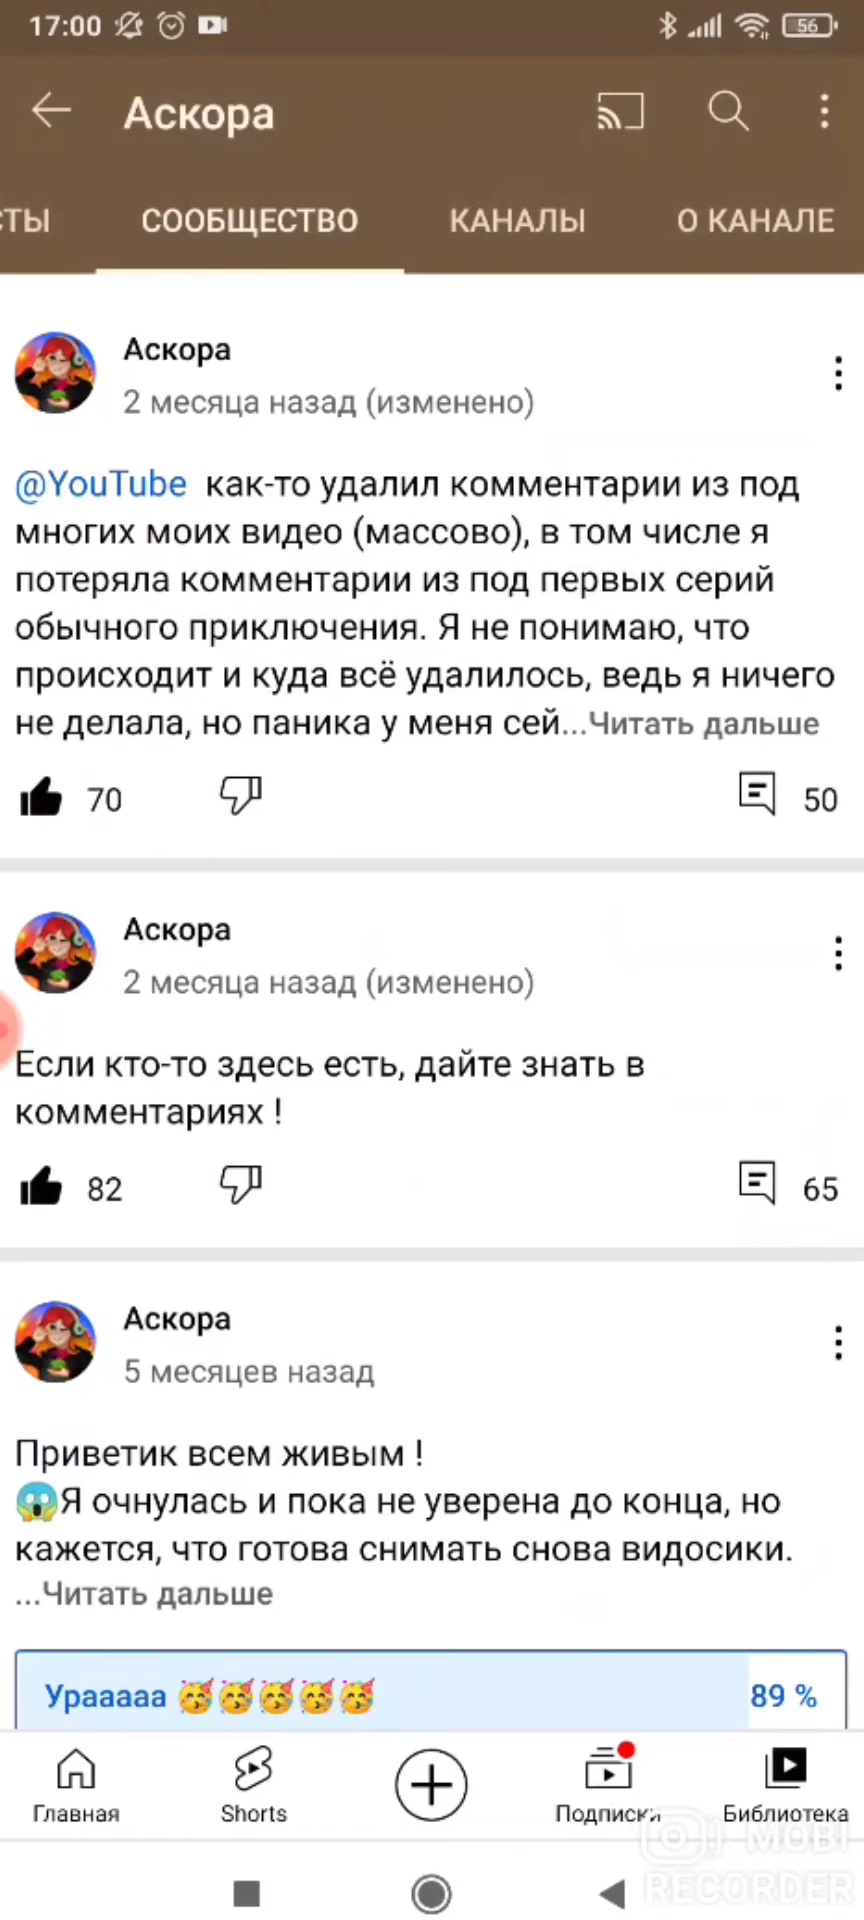 17:00
56
Аскора
СТЫ
СООБЩЕСТВО
КАНАЛЫ
О КАНАЛЕ
Аскора
2 месяца назад (изменено)
@YouTube как-то удалил комментарии из под
многих моих видео (массово), в том числе я
потеряла комментарии из под первых серий
обычного приключения. Я не понимаю, что
происходит и куда всё удалилось, ведь я ничего
не делала, но паника у меня сей...Читать дальше
70
50
Аскора
2 месяца назад (изменено)
Если кто-то здесь есть, дайте знать в
комментариях !
82
65
Аскора
5 месяцев назад
Приветик всем живым !
😱Я очнулась и пока не уверена до конца, но
кажется, что готова снимать снова видосики.
...Читать дальше
Урааааа 🥳🥳🥳🥳🥳 89 %
Главная
Shorts
Подписки
Библиотека
MOBI
RECORDER